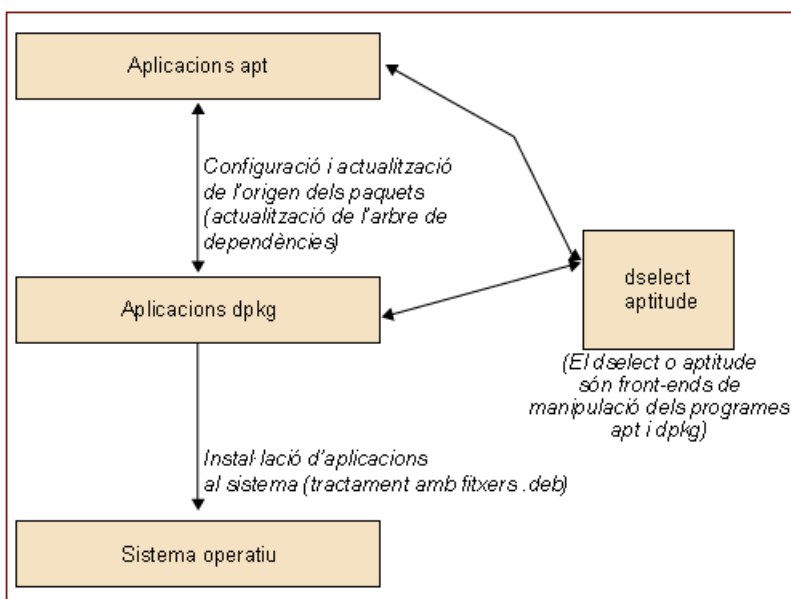 Aplicacions apt
Configuració i actualització
de l'origen dels paquets
(actualització de l'arbre de
dependències)
Aplicacions dpkg
dselect
aptitude
(El dselect o aptitude
són front-ends de
manipulació dels programes
apt i dpkg)
Instal·lació d'aplicacions
al sistema (tractament amb fitxers .deb)
Sistema operatiu